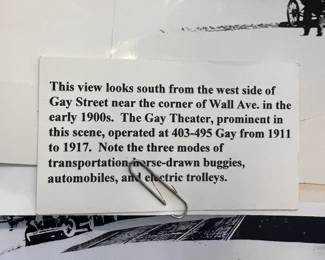 This view looks south from the west side of
Gay Street near the corner of Wall Ave. in the
early 1900s. The Gay Theater, prominent in
this scene, operated at 403-495 Gay from 1911
to 1917. Note the three modes of
transportation horse-drawn buggies,
automobiles, and electric trolleys.